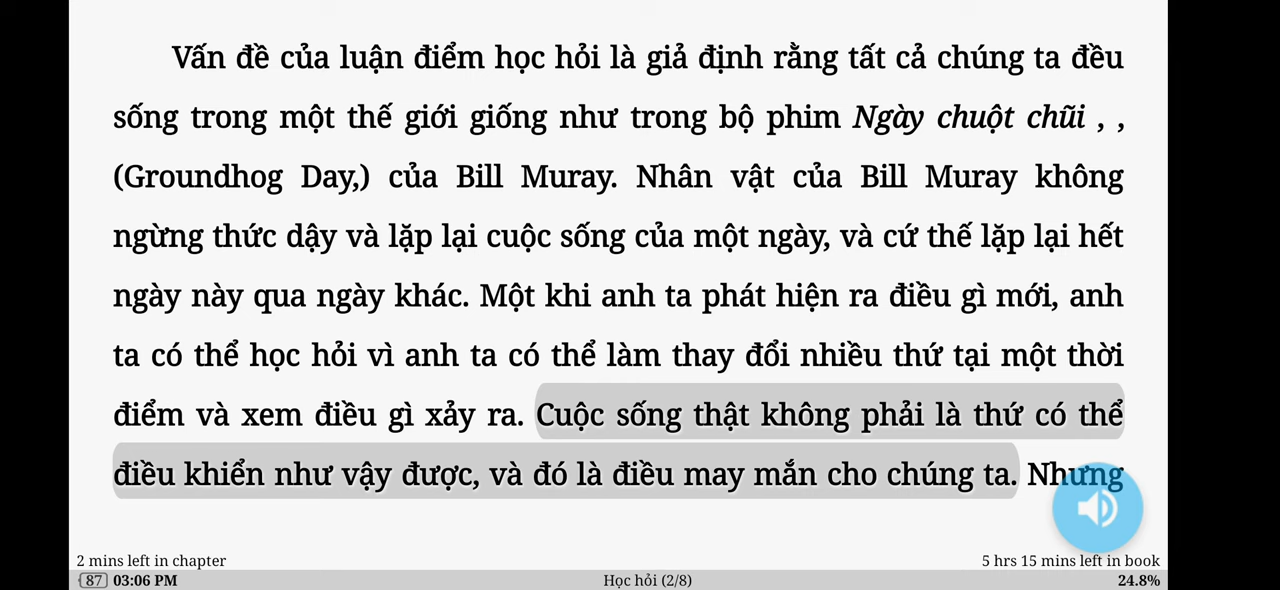 Vấn đề của luận điểm học hỏi là giả định rằng tất cả chúng ta đều
sống trong một thế giới giống như trong bộ phim Ngày chuột chũi , ,
(Groundhog Day,) của Bill Muray. Nhân vật của Bill Muray không
ngừng thức dậy và lặp lại cuộc sống của một ngày, và cứ thế lặp lại hết
ngày này qua ngày khác. Một khi anh ta phát hiện ra điều gì mới, anh
ta có thể học hỏi vì anh ta có thể làm thay đổi nhiều thứ tại một thời
điểm và xem điều gì xảy ra. Cuộc sống thật không phải là thứ có thể
điều khiển như vậy được, và đó là điều may mắn cho chúng ta. Nhưng
2 mins left in chapter 5 hrs 15 mins left in book
87 03:06 PM Học hỏi (2/8) 24.8%